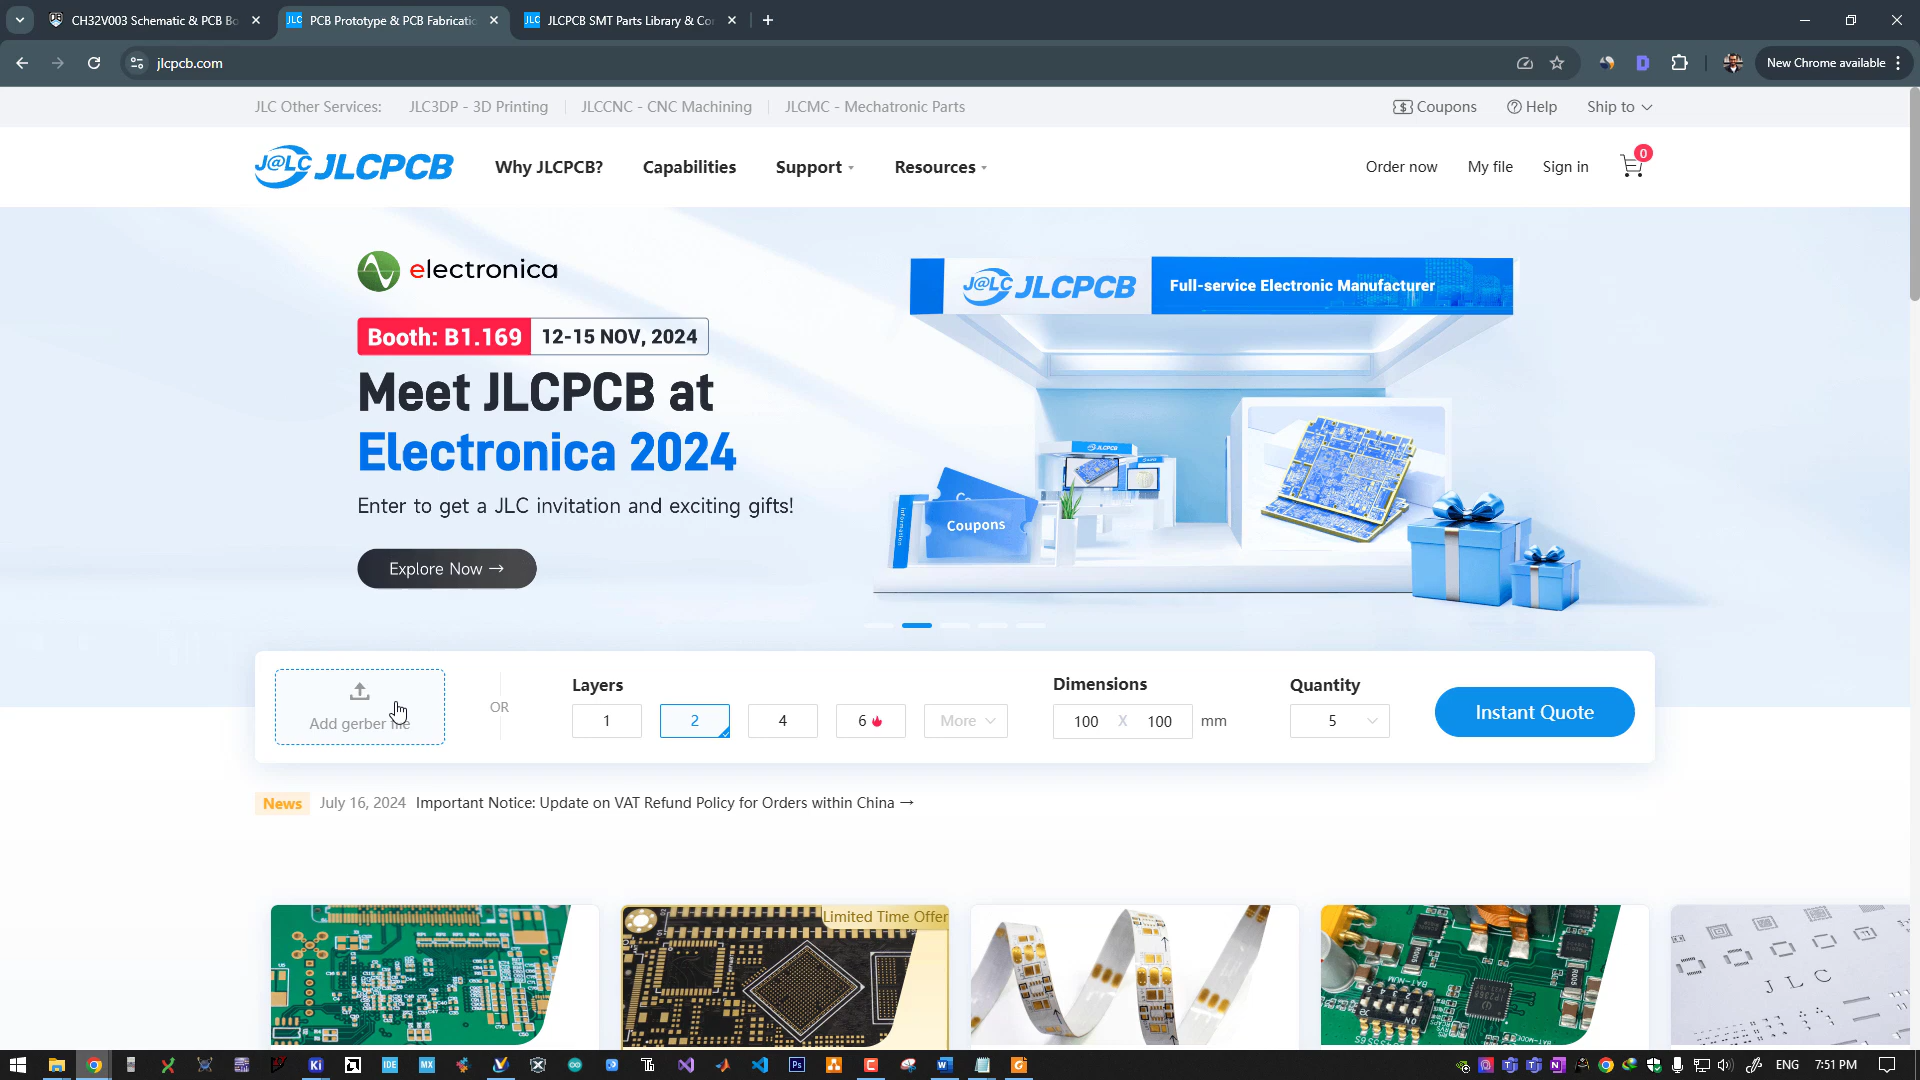 CH32V003 Schematic & PCB Bo
PCB Prototype & PCB Fabricatio
JLCPCB SMT Parts Library & Co
jlcpcb.com
New Chrome available
JLC Other Services:
JLC3DP - 3D Printing
JLCCNC - CNC Machining
JLCMC - Mechatronic Parts
Coupons
Help
Ship to
J@LC JLCPCB
Why JLCPCB?
Capabilities
Support
Resources
Order now
My file
Sign in
0
electronica
Booth: B1.169 12-15 NOV, 2024
Meet JLCPCB at
Electronica 2024
Enter to get a JLC invitation and exciting gifts!
Explore Now →
J@LC JLCPCB
Full-service Electronic Manufacturer
Coupons
Information
Add gerber file
OR
Layers
1
2
4
6
More
Dimensions
100 X 100 mm
Quantity
5
Instant Quote
News
July 16, 2024
Important Notice: Update on VAT Refund Policy for Orders within China →
Limited Time Offer
J L C
ENG
7:51 PM